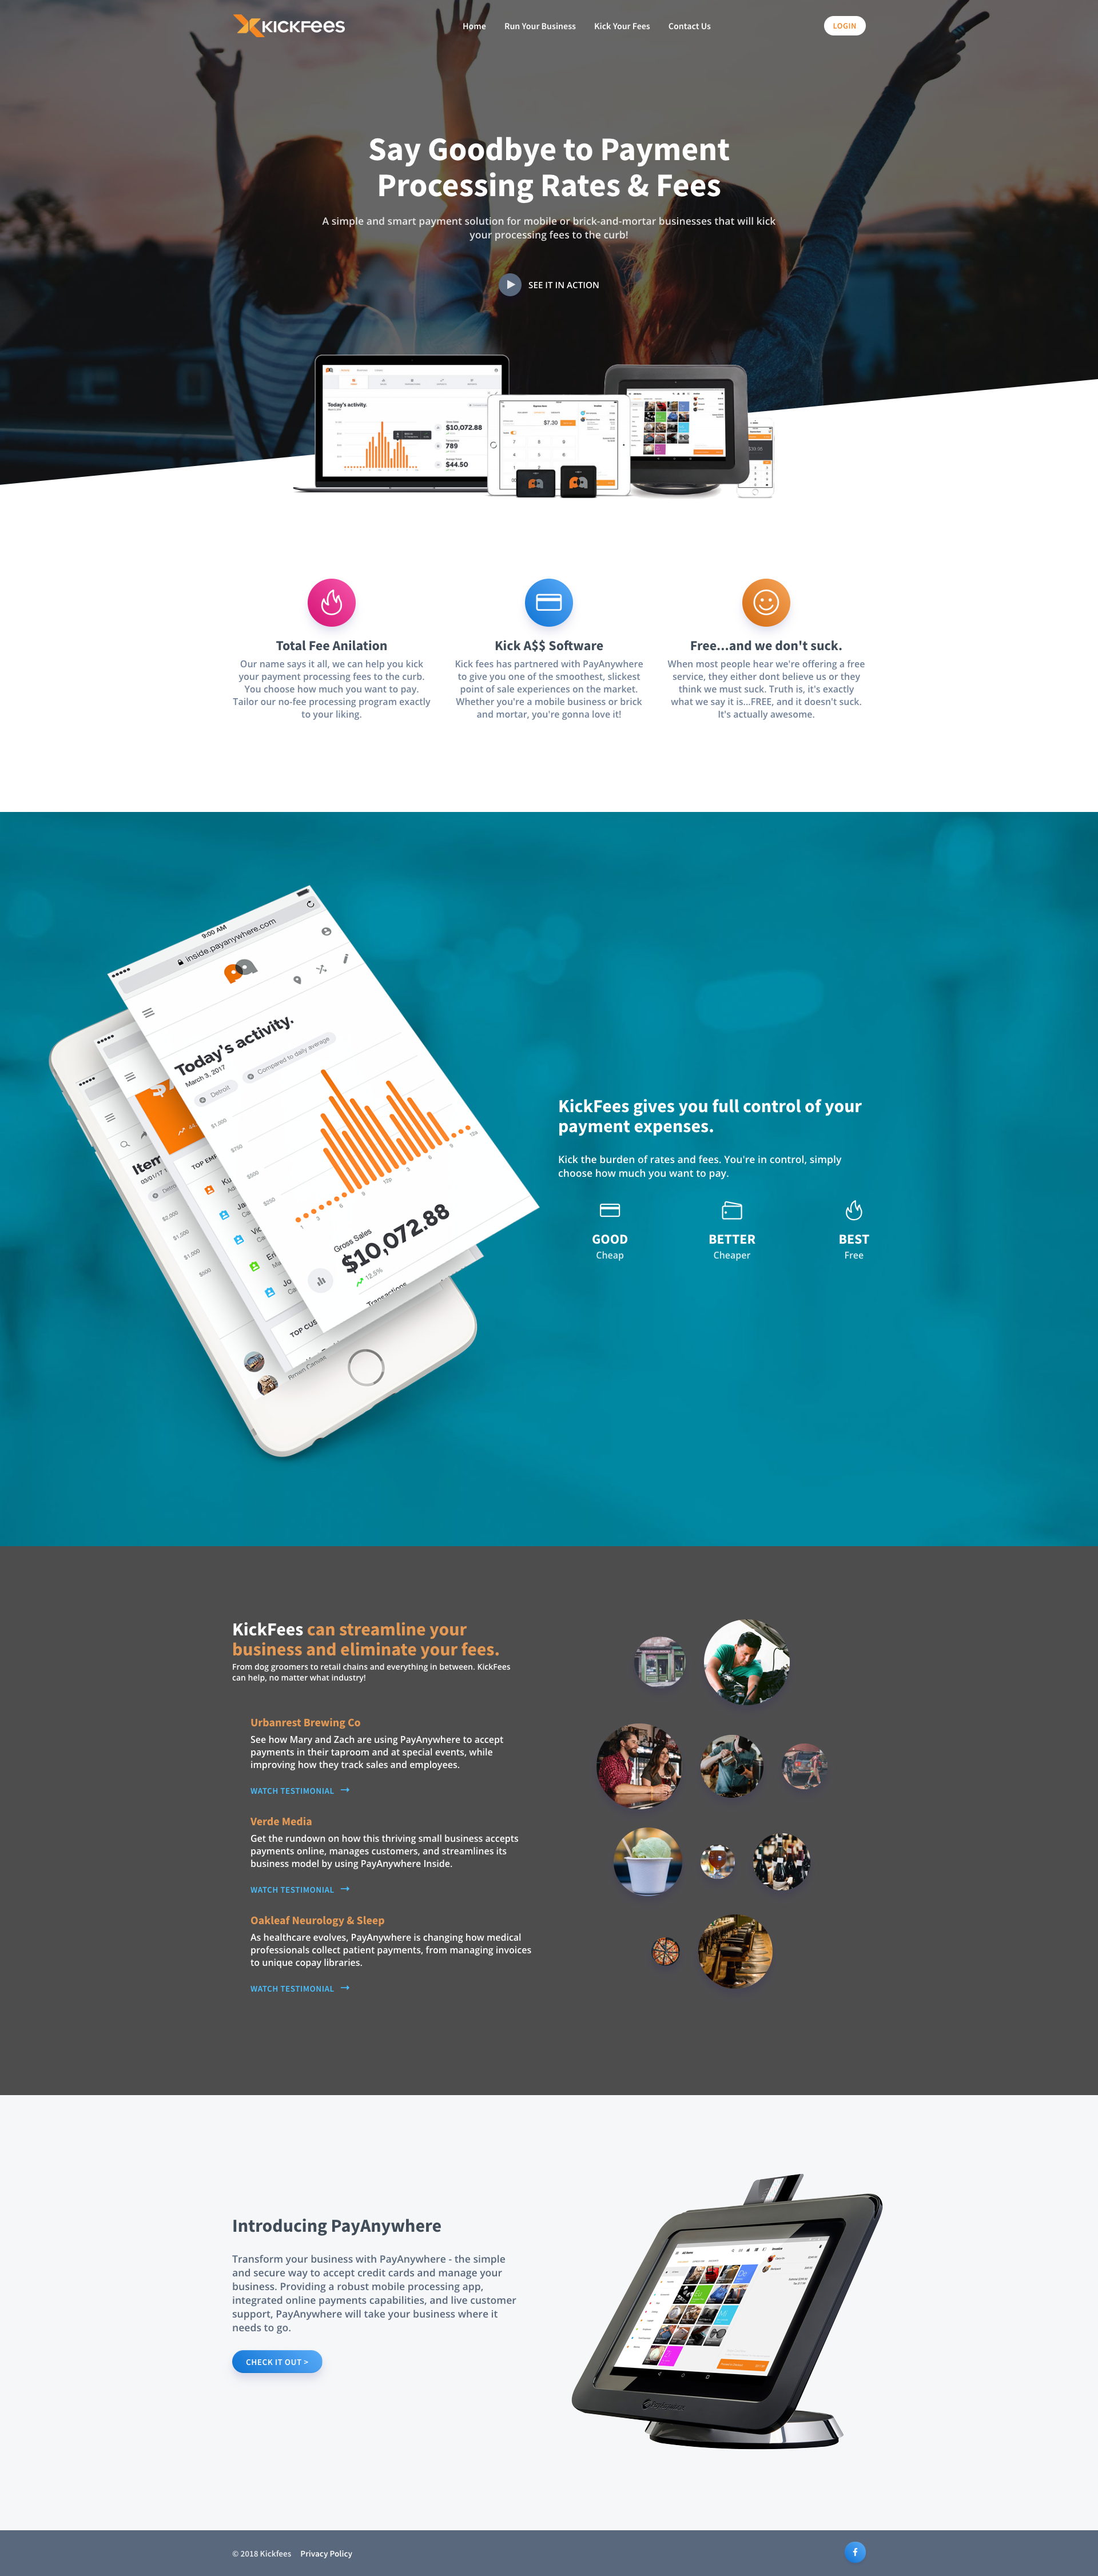 KICKFEES
Home
Run Your Business
Kick Your Fees
Contact Us
LOGIN
Say Goodbye to Payment
Processing Rates & Fees
A simple and smart payment solution for mobile or brick-and-mortar businesses that will kick
your processing fees to the curb!
SEE IT IN ACTION
Today's activity.
$10,072.88
789
$44.50
$7.30
Total Fee Anilation
Our name says it all, we can help you kick
your payment processing fees to the curb.
You choose how much you want to pay.
Tailor our no-fee processing program exactly
to your liking.
Kick A$$ Software
Kick fees has partnered with PayAnywhere
to give you one of the smoothest, slickest
point of sale experiences on the market.
Whether you're a mobile business or brick
and mortar, you're gonna love it!
Free...and we don't suck.
When most people hear we're offering a free
service, they either dont believe us or they
think we must suck. Truth is, it's exactly
what we say it is...FREE, and it doesn't suck.
It's actually awesome.
9:00 AM
inside.payanywhere.com
Today's activity.
March 3, 2017
Detroit
Compared to daily average
$1,000
$750
$500
$250
Gross Sales
$10,072.88
12.5%
Transactions
TOP EMP
TOP CUS
Item
$2,000
$1,500
$1,000
$500
KickFees gives you full control of your
payment expenses.
Kick the burden of rates and fees. You're in control, simply
choose how much you want to pay.
GOOD
Cheap
BETTER
Cheaper
BEST
Free
KickFees can streamline your
business and eliminate your fees.
From dog groomers to retail chains and everything in between. KickFees
can help, no matter what industry!
Urbanrest Brewing Co
See how Mary and Zach are using PayAnywhere to accept
payments in their taproom and at special events, while
improving how they track sales and employees.
WATCH TESTIMONIAL →
Verde Media
Get the rundown on how this thriving small business accepts
payments online, manages customers, and streamlines its
business model by using PayAnywhere Inside.
WATCH TESTIMONIAL →
Oakleaf Neurology & Sleep
As healthcare evolves, PayAnywhere is changing how medical
professionals collect patient payments, from managing invoices
to unique copay libraries.
WATCH TESTIMONIAL →
Introducing PayAnywhere
Transform your business with PayAnywhere - the simple
and secure way to accept credit cards and manage your
business. Providing a robust mobile processing app,
integrated online payments capabilities, and live customer
support, PayAnywhere will take your business where it
needs to go.
CHECK IT OUT >
© 2018 Kickfees
Privacy Policy